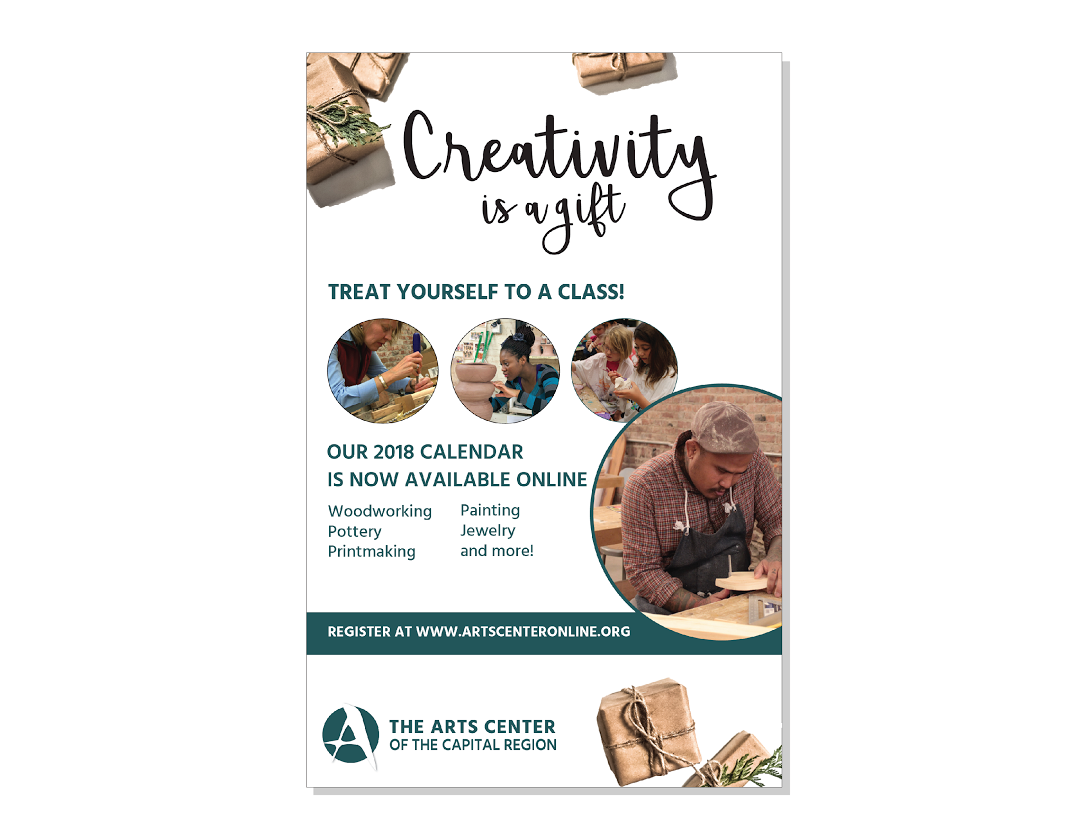 Creativity
is a gift
TREAT YOURSELF TO A CLASS!
OUR 2018 CALENDAR
IS NOW AVAILABLE ONLINE
Woodworking
Pottery
Printmaking
Painting
Jewelry
and more!
REGISTER AT WWW.ARTSCENTERONLINE.ORG
THE ARTS CENTER
OF THE CAPITAL REGION